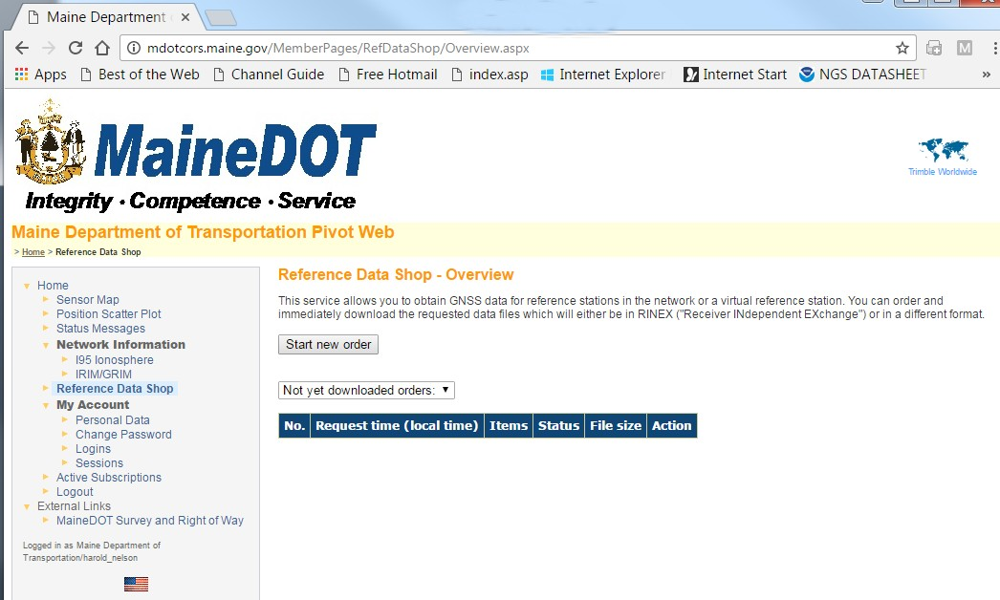 Maine Department
mdotcors.maine.gov/MemberPages/RefDataShop/Overview.aspx
M
Apps Best of the Web Channel Guide Free Hotmail index.asp Internet Explorer Internet Start NGS DATASHEET »
MaineDOT
Integrity · Competence · Service
Trimble Worldwide
Maine Department of Transportation Pivot Web
> Home > Reference Data Shop
Home
Sensor Map
Position Scatter Plot
Status Messages
Network Information
I95 Ionosphere
IRIM/GRIM
Reference Data Shop
My Account
Personal Data
Change Password
Logins
Sessions
Active Subscriptions
Logout
External Links
MaineDOT Survey and Right of Way
Logged in as Maine Department of
Transportation/harold_nelson
Reference Data Shop - Overview
This service allows you to obtain GNSS data for reference stations in the network or a virtual reference station. You can order and
immediately download the requested data files which will either be in RINEX ("Receiver INdependent EXchange") or in a different format.
Start new order
Not yet downloaded orders:
No. Request time (local time) Items Status File size Action